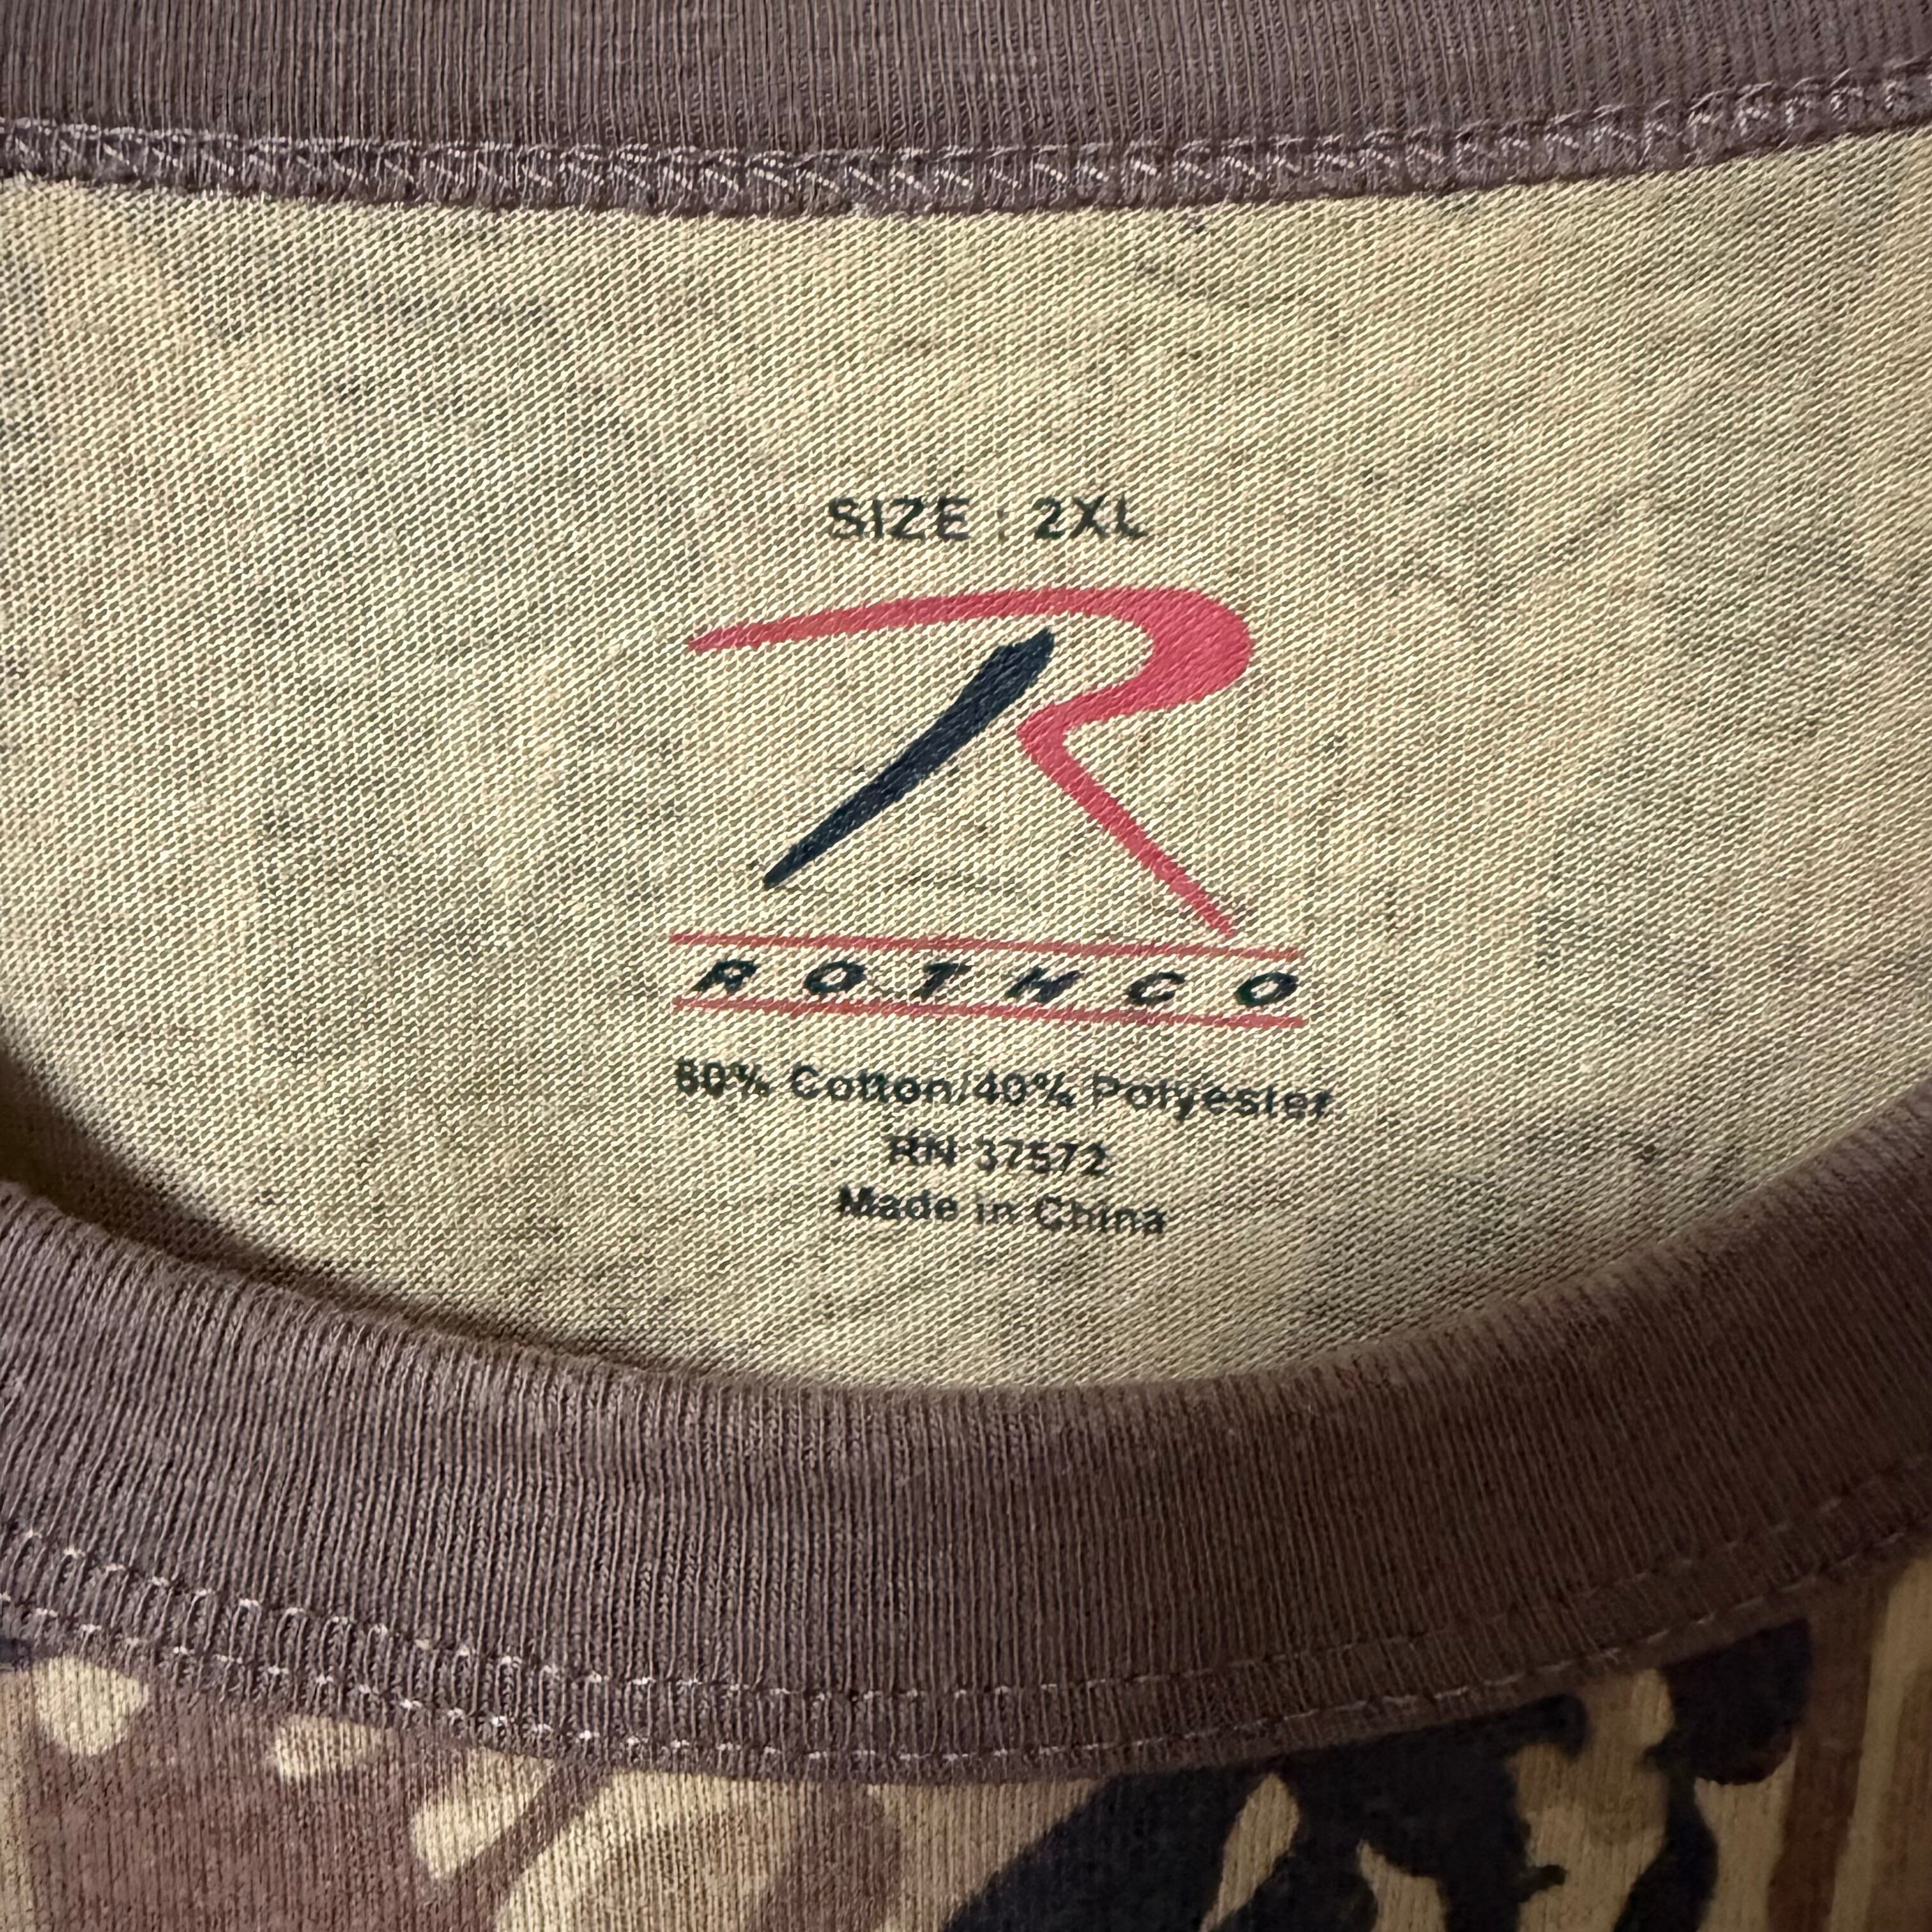 SIZE : 2XL
R
ROTHCO
60% Cotton/40% Polyester
RN 37572
Made in China